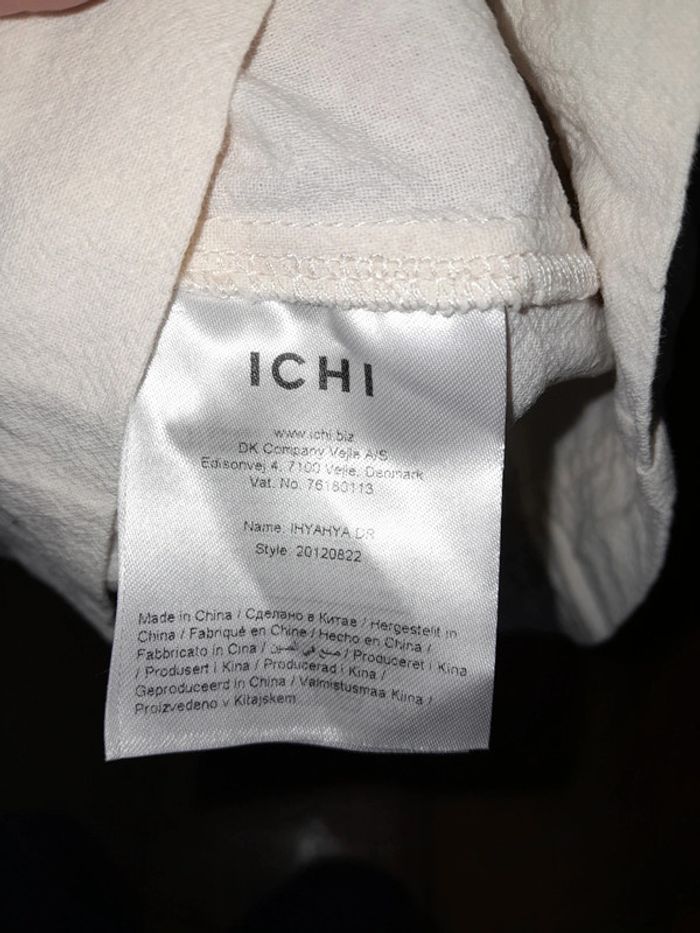 ICHI
www.ichi.biz
DK Company Vejle A/S
Edisonvej 4, 7100 Vejle, Denmark
Vat. No. 76180113
Name: IHYAHYA DR
Style: 20120822
Made in China / Сделано в Китае / Hergestellt in
China / Fabriqué en Chine / Hecho en China /
Fabbricato in Cina / صنع في الصين / Produceret i Kina
/ Produsert i Kina / Producerad i Kina /
Geproduceerd in China / Valmistusmaa Kiina /
Proizvedeno v Kitajskem